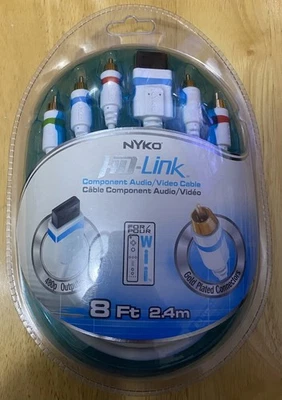 NYKO
hD-Link
Component Audio/Video Cable
Câble Component Audio/Vidéo
480p Output
FOR/
POUR
Wii
Gold Plated Connectors
8 Ft 2.4m